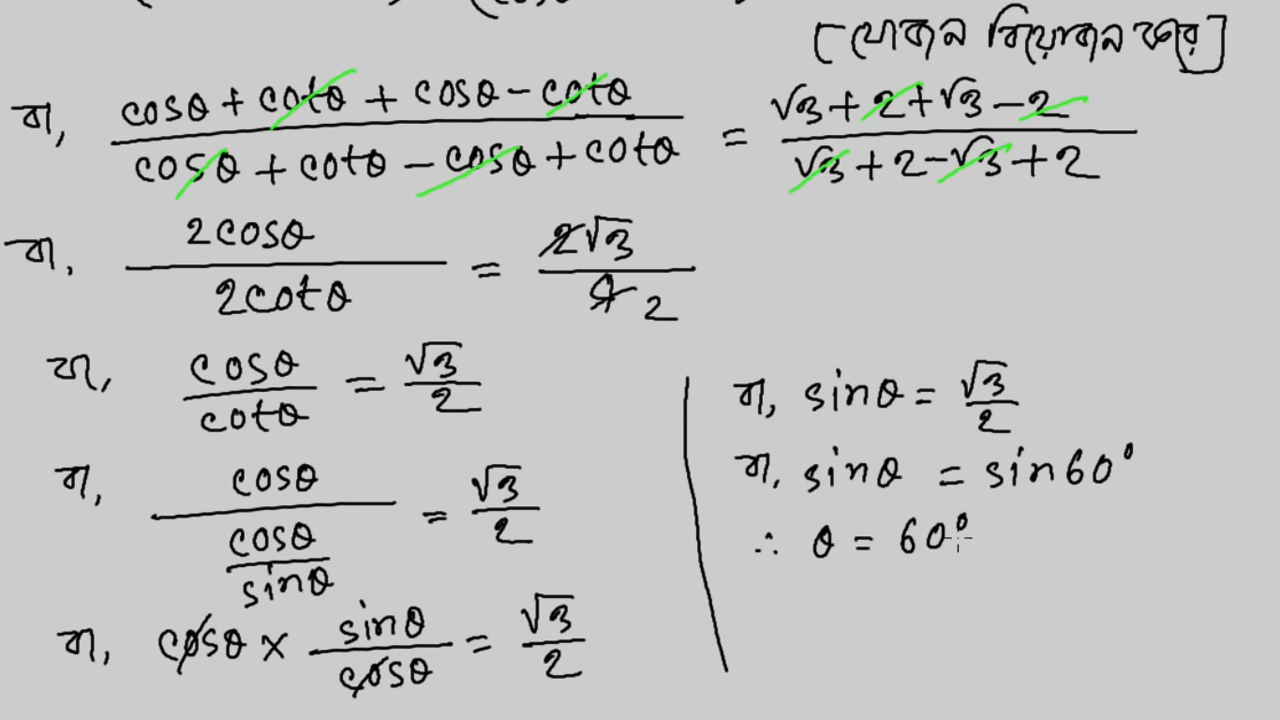 [যোজন বিয়োজন করে]
বা, (cosθ + cotθ + cosθ − cotθ)/(cosθ + cotθ − cosθ + cotθ) = (√3 + 2 + √3 − 2)/(√3 + 2 − √3 + 2)
বা, 2cosθ/2cotθ = 2√3/4 2
বা, cosθ/cotθ = √3/2
বা, cosθ/(cosθ/sinθ) = √3/2
বা, cosθ × sinθ/cosθ = √3/2
বা, sinθ = √3/2
বা, sinθ = sin60°
∴ θ = 60°